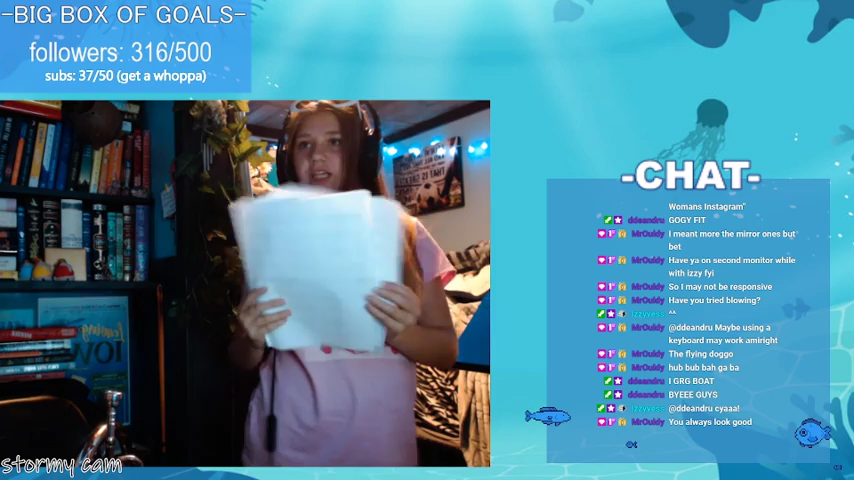 -BIG BOX OF GOALS-
followers: 316/500
subs: 37/50 (get a whoppa)
-CHAT-
Womans Instagram"
ddeandru GOGY FIT
MrOuldy I meant more the mirror ones but
bet
MrOuldy Have ya on second monitor while
with izzy fyi
MrOuldy So I may not be responsive
MrOuldy Have you tried blowing?
Izzyvess ^^
MrOuldy @ddeandru Maybe using a
keyboard may work amiright
MrOuldy The flying doggo
MrOuldy hub bub bah ga ba
ddeandru I GRG BOAT
ddeandru BYEEE GUYS
Izzyvess @ddeandru cyaaa!
MrOuldy You always look good
stormy cam